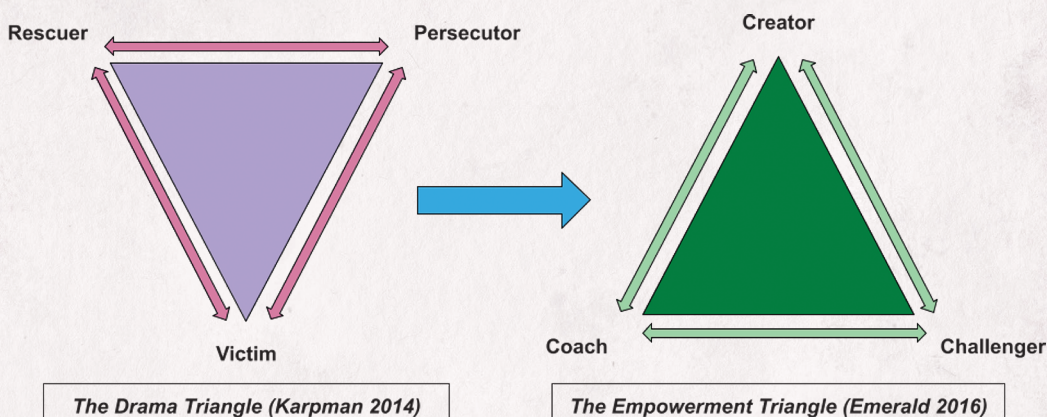 Rescuer
Persecutor
Victim
The Drama Triangle (Karpman 2014)
Creator
Coach
Challenger
The Empowerment Triangle (Emerald 2016)